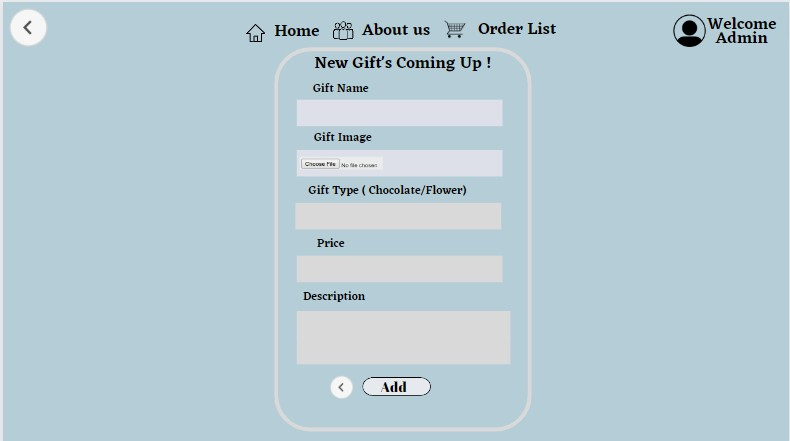 Home
About us
Order List
Welcome
Admin
New Gift's Coming Up !
Gift Name
Gift Image
Choose File No file chosen
Gift Type ( Chocolate/Flower)
Price
Description
Add